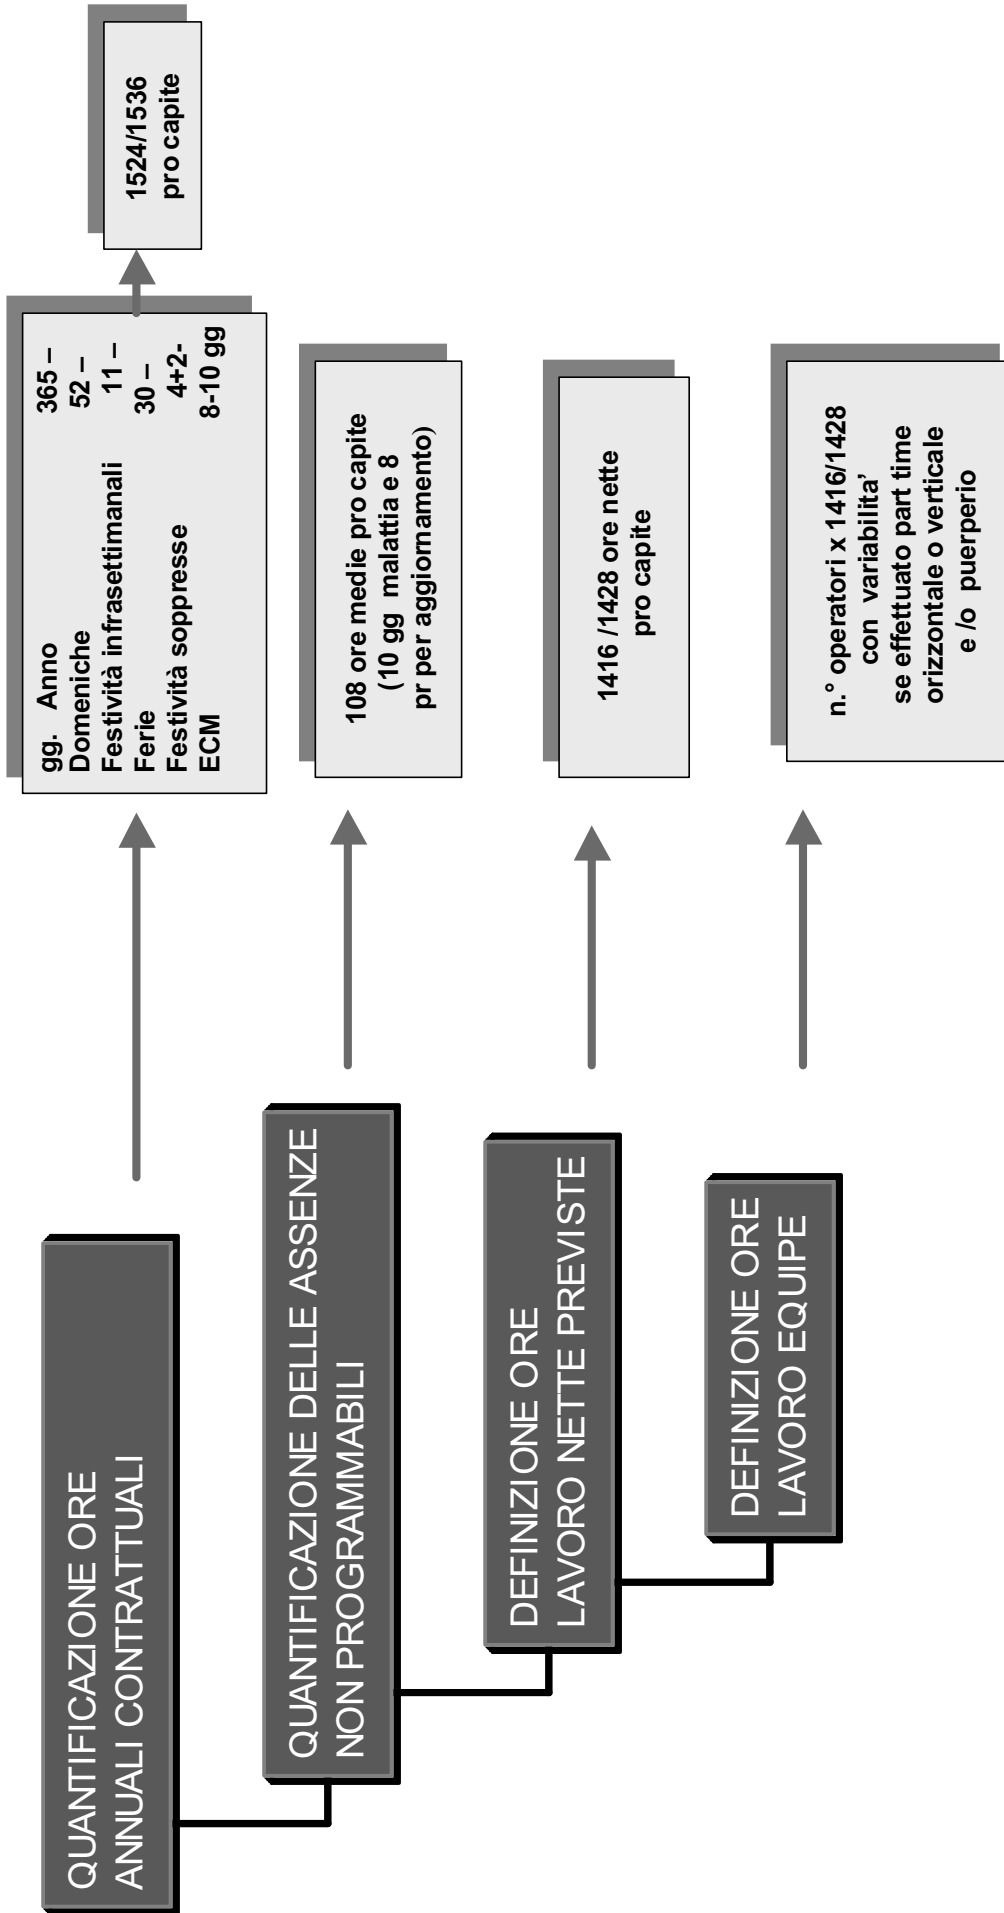 QUANTIFICAZIONE ORE
ANNUALI CONTRATTUALI
gg. Anno 365 –
Domeniche 52 –
Festività infrasettimanali 11 –
Ferie 30 –
Festività soppresse 4+2-
ECM 8-10 gg
1524/1536
pro capite
QUANTIFICAZIONE DELLE ASSENZE
NON PROGRAMMABILI
108 ore medie pro capite
(10 gg malattia e 8
pr per aggiornamento)
DEFINIZIONE ORE
LAVORO NETTE PREVISTE
1416 /1428 ore nette
pro capite
DEFINIZIONE ORE
LAVORO EQUIPE
n.° operatori x 1416/1428
con variabilita’
se effettuato part time
orizzontale o verticale
e /o puerperio